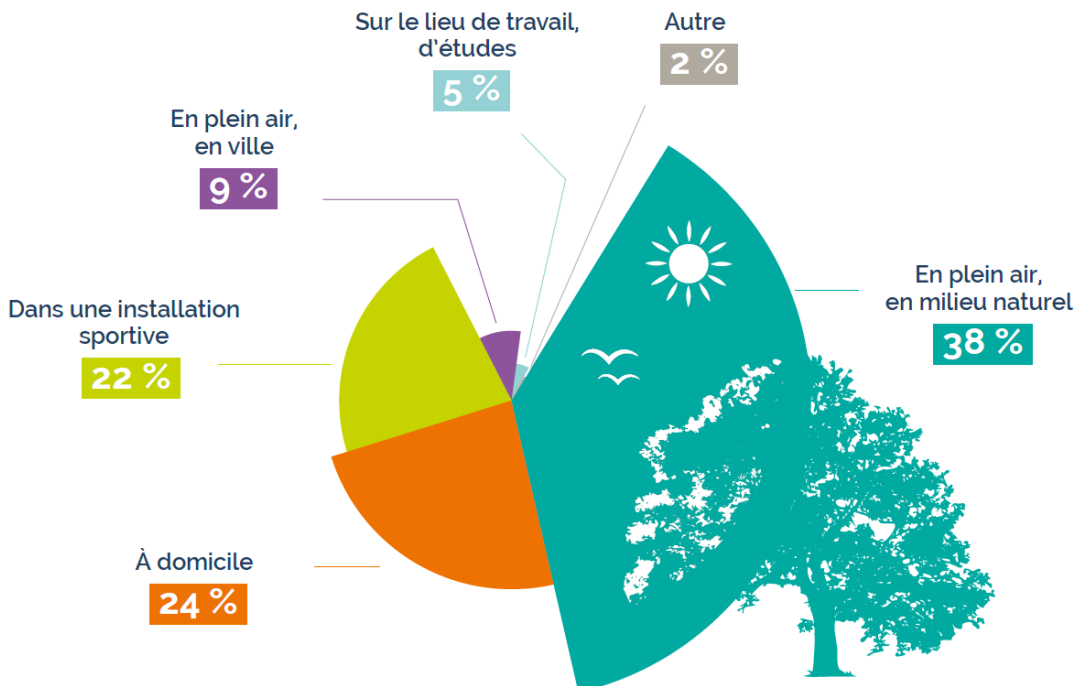 Sur le lieu de travail,
d'études
5 %
Autre
2 %
En plein air,
en ville
9 %
En plein air,
en milieu naturel
38 %
Dans une installation
sportive
22 %
À domicile
24 %